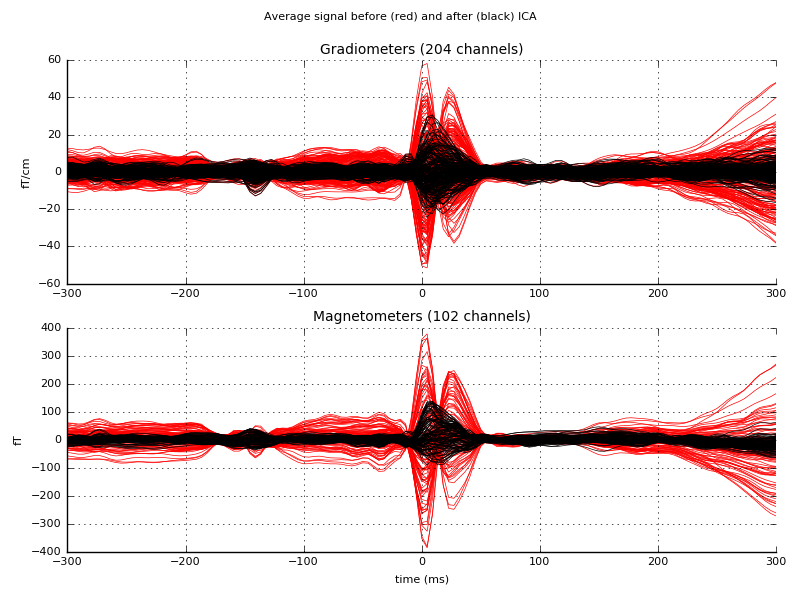 Average signal before (red) and after (black) ICA
Gradiometers (204 channels)
60
40
20
0
−20
−40
−60
fT/cm
−300 −200 −100 0 100 200 300
Magnetometers (102 channels)
400
300
200
100
0
−100
−200
−300
−400
fT
−300 −200 −100 0 100 200 300
time (ms)